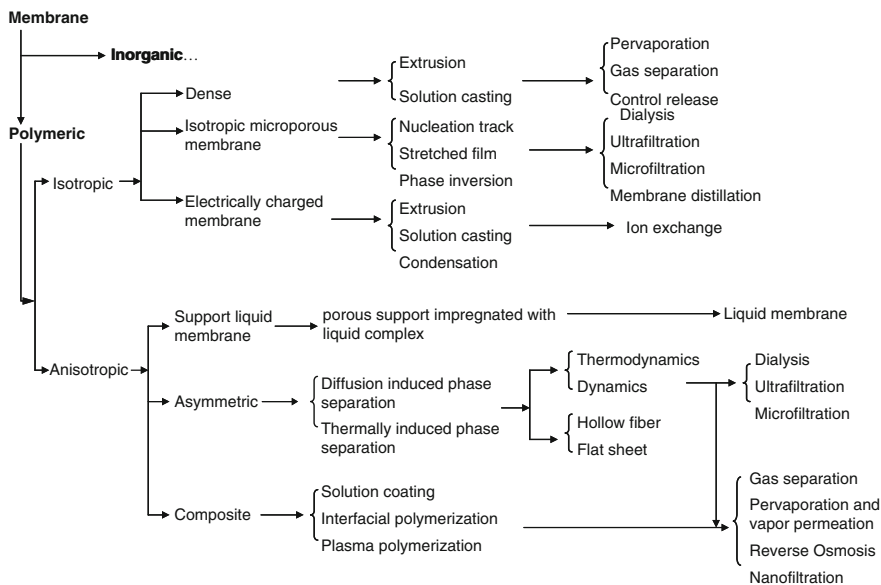 Membrane
Inorganic…
Polymeric
Isotropic
Dense
Extrusion
Solution casting
Pervaporation
Gas separation
Control release
Isotropic microporous
membrane
Nucleation track
Stretched film
Phase inversion
Dialysis
Ultrafiltration
Microfiltration
Membrane distillation
Electrically charged
membrane
Extrusion
Solution casting
Condensation
Ion exchange
Anisotropic
Support liquid
membrane
porous support impregnated with
liquid complex
Liquid membrane
Asymmetric
Diffusion induced phase
separation
Thermally induced phase
separation
Thermodynamics
Dynamics
Hollow fiber
Flat sheet
Dialysis
Ultrafiltration
Microfiltration
Composite
Solution coating
Interfacial polymerization
Plasma polymerization
Gas separation
Pervaporation and
vapor permeation
Reverse Osmosis
Nanofiltration